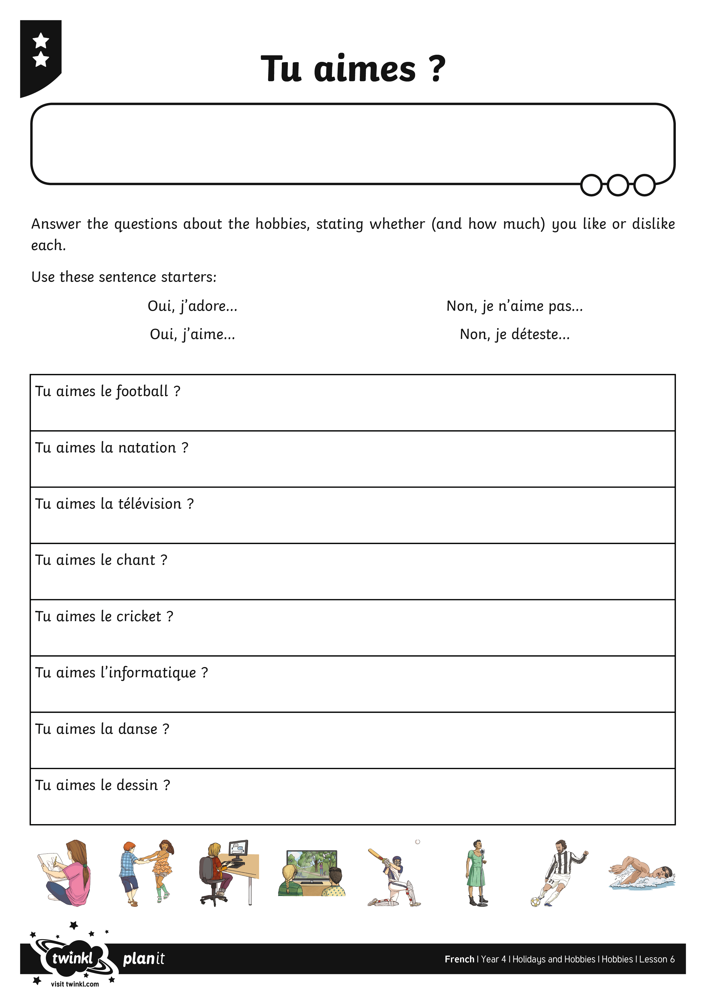 Tu aimes ?
Answer the questions about the hobbies, stating whether (and how much) you like or dislike
each.
Use these sentence starters:
Oui, j’adore...
Non, je n’aime pas...
Oui, j’aime...
Non, je déteste...
Tu aimes le football ?
Tu aimes la natation ?
Tu aimes la télévision ?
Tu aimes le chant ?
Tu aimes le cricket ?
Tu aimes l’informatique ?
Tu aimes la danse ?
Tu aimes le dessin ?
21
twinkl
planit
French | Year 4 | Holidays and Hobbies | Hobbies | Lesson 6
visit twinkl.com